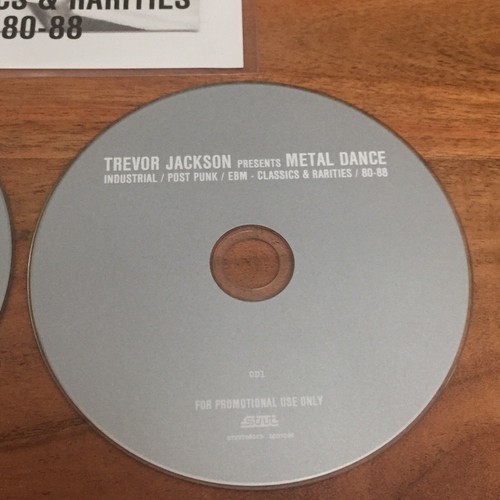 & RARITIES
80-88
TREVOR JACKSON PRESENTS METAL DANCE
INDUSTRIAL / POST PUNK / EBM - CLASSICS & RARITIES / 80-88
CD1
FOR PROMOTIONAL USE ONLY